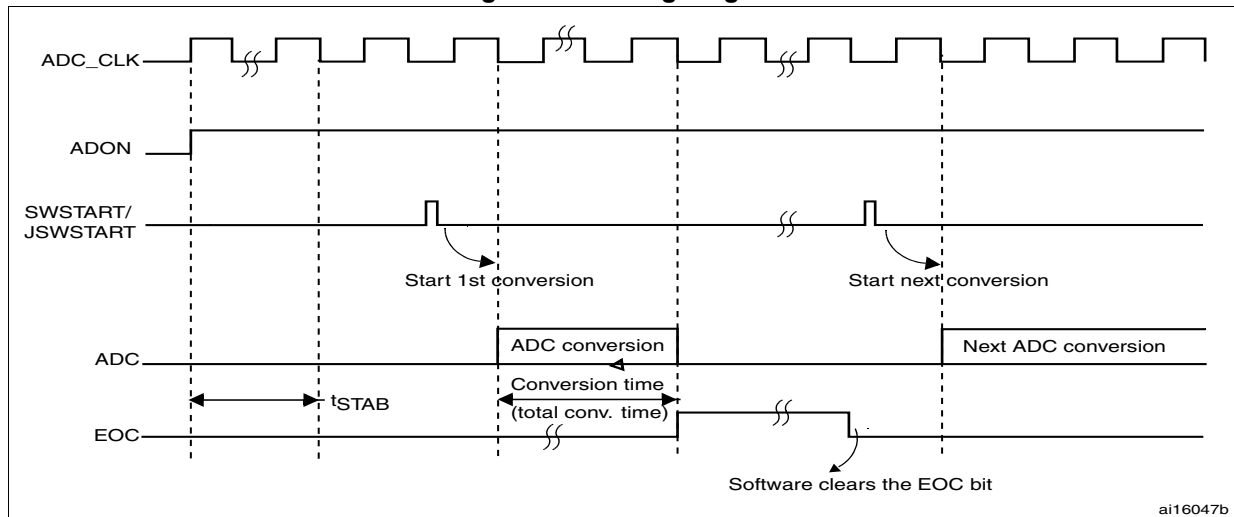 ADC_CLK
ADON
SWSTART/
JSWSTART
Start 1st conversion
Start next conversion
ADC
ADC conversion
Next ADC conversion
Conversion time
(total conv. time)
tSTAB
EOC
Software clears the EOC bit
ai16047b